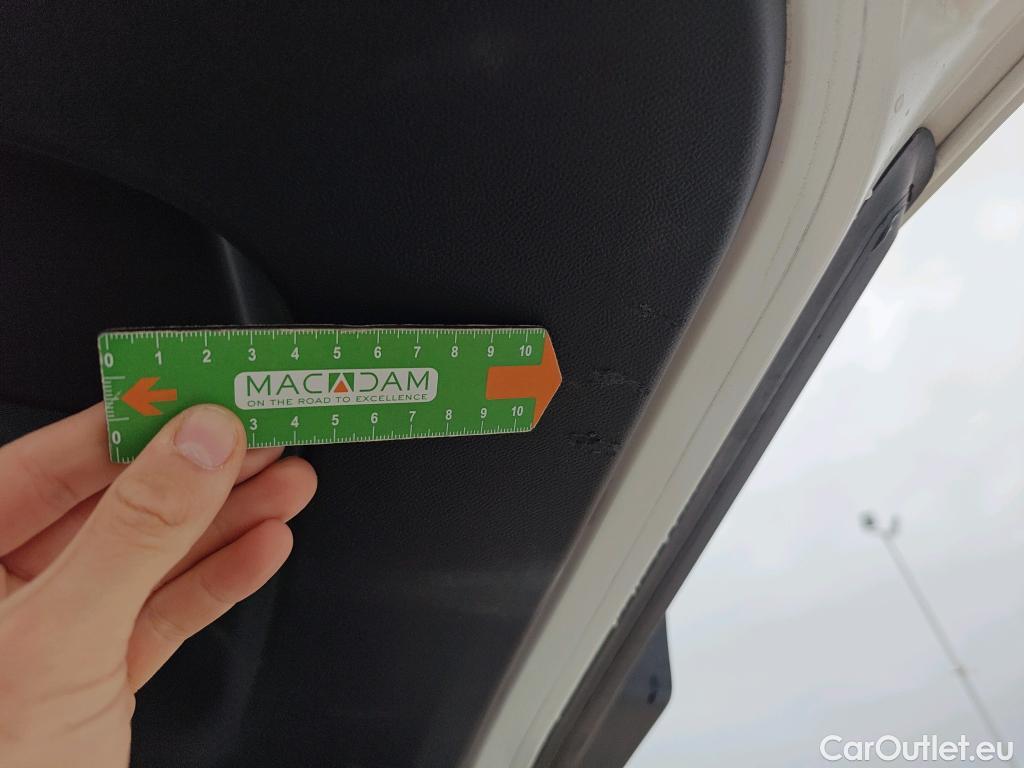 0 1 2 3 4 5 6 7 8 9 10
MACADAM
ON THE ROAD TO EXCELLENCE
0 3 4 5 6 7 8 9 10
CarOutlet.eu